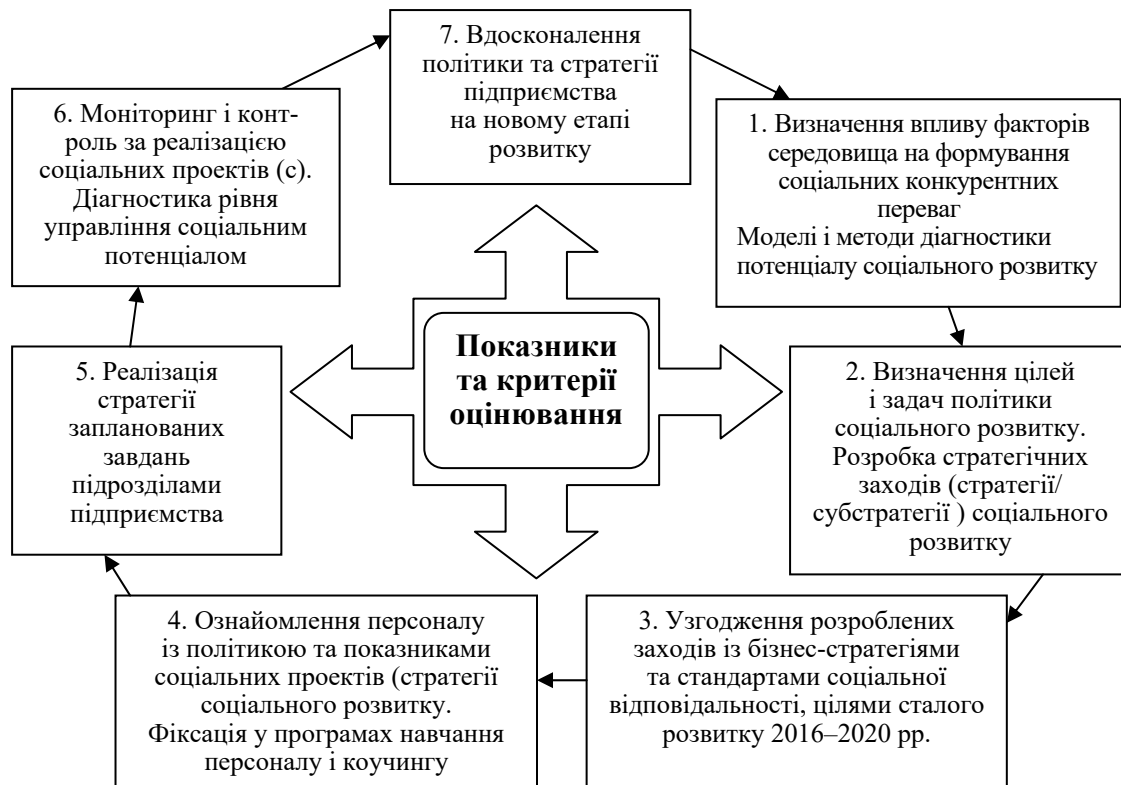 7. Вдосконалення
політики та стратегії
підприємства
на новому етапі
розвитку
1. Визначення впливу факторів
середовища на формування
соціальних конкурентних
переваг
Моделі і методи діагностики
потенціалу соціального розвитку
2. Визначення цілей
і задач політики
соціального розвитку.
Розробка стратегічних
заходів (стратегії/
субстратегії ) соціального
розвитку
3. Узгодження розроблених
заходів із бізнес-стратегіями
та стандартами соціальної
відповідальності, цілями сталого
розвитку 2016–2020 рр.
4. Ознайомлення персоналу
із політикою та показниками
соціальних проектів (стратегії
соціального розвитку.
Фіксація у програмах навчання
персоналу і коучингу
5. Реалізація
стратегії
запланованих
завдань
підрозділами
підприємства
6. Моніторинг і конт-
роль за реалізацією
соціальних проектів (с).
Діагностика рівня
управління соціальним
потенціалом
Показники
та критерії
оцінювання